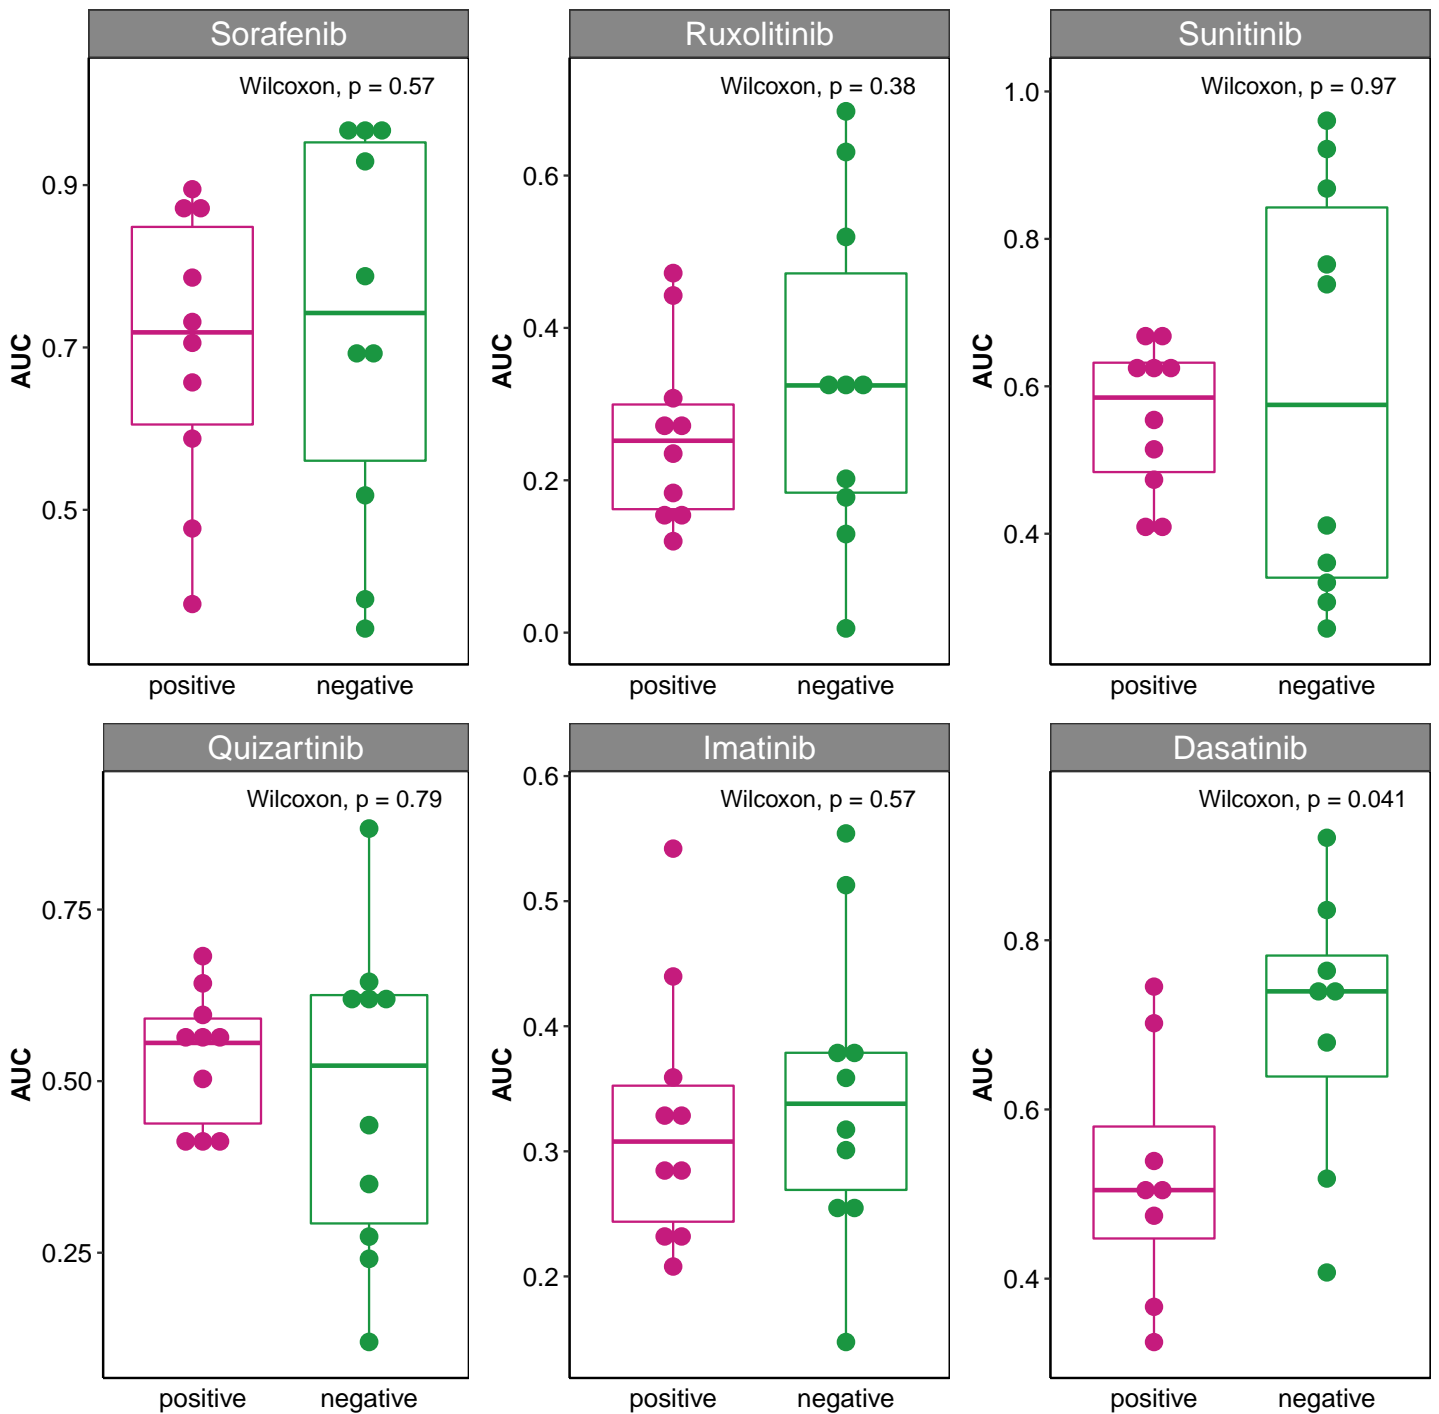 Sorafenib
Wilcoxon, p = 0.57
AUC
0.9
0.7
0.5
positive
negative
Ruxolitinib
Wilcoxon, p = 0.38
AUC
0.6
0.4
0.2
0.0
positive
negative
Sunitinib
Wilcoxon, p = 0.97
AUC
1.0
0.8
0.6
0.4
positive
negative
Quizartinib
Wilcoxon, p = 0.79
AUC
0.75
0.50
0.25
positive
negative
Imatinib
Wilcoxon, p = 0.57
AUC
0.6
0.5
0.4
0.3
0.2
positive
negative
Dasatinib
Wilcoxon, p = 0.041
AUC
0.8
0.6
0.4
positive
negative